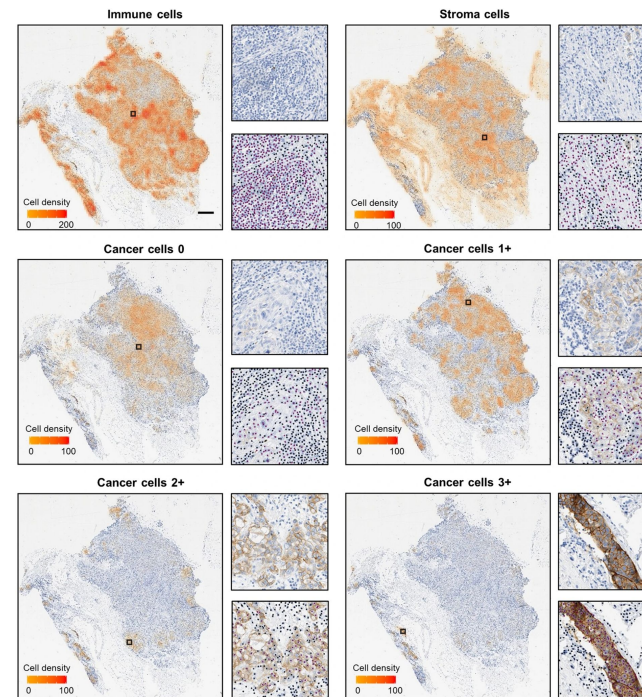 Immune cells
Stroma cells
Cell density
0 200
Cell density
0 100
Cancer cells 0
Cancer cells 1+
Cell density
0 100
Cell density
0 100
Cancer cells 2+
Cancer cells 3+
Cell density
0 100
Cell density
0 100